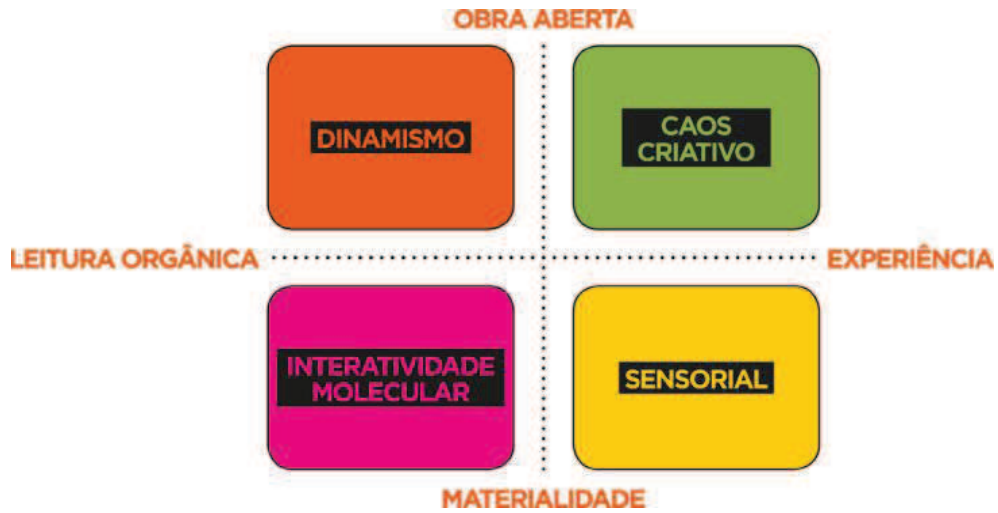 OBRA ABERTA
DINAMISMO
CAOS
CRIATIVO
LEITURA ORGÂNICA
EXPERIÊNCIA
INTERATIVIDADE
MOLECULAR
SENSORIAL
MATERIALIDADE